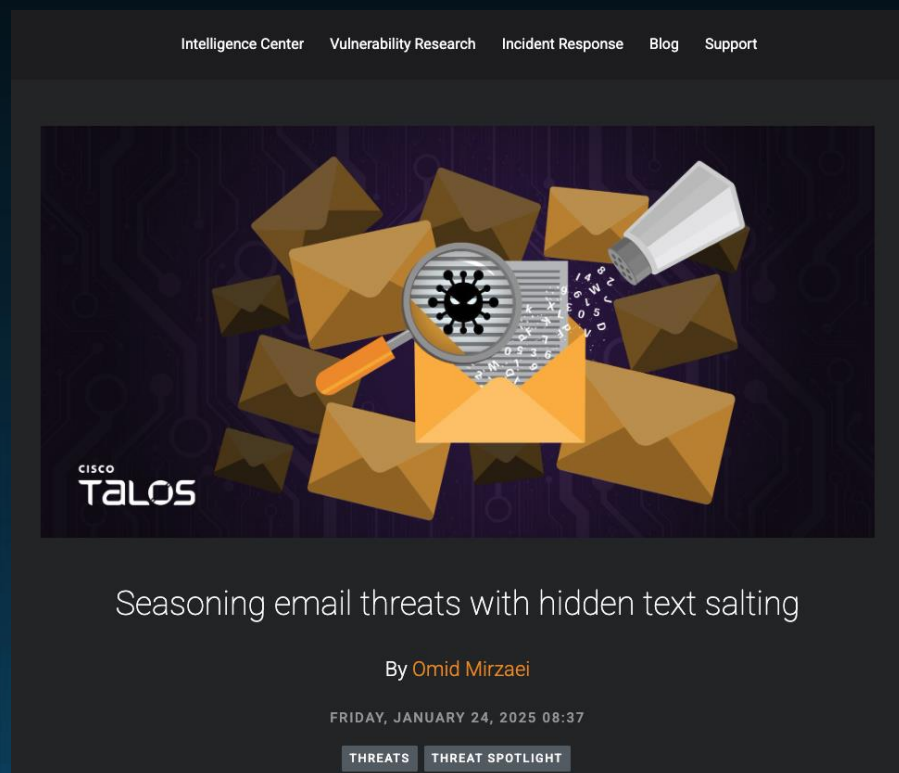 Intelligence Center Vulnerability Research Incident Response Blog Support
CISCO
TALOS
Seasoning email threats with hidden text salting
By Omid Mirzaei
FRIDAY, JANUARY 24, 2025 08:37
THREATS THREAT SPOTLIGHT